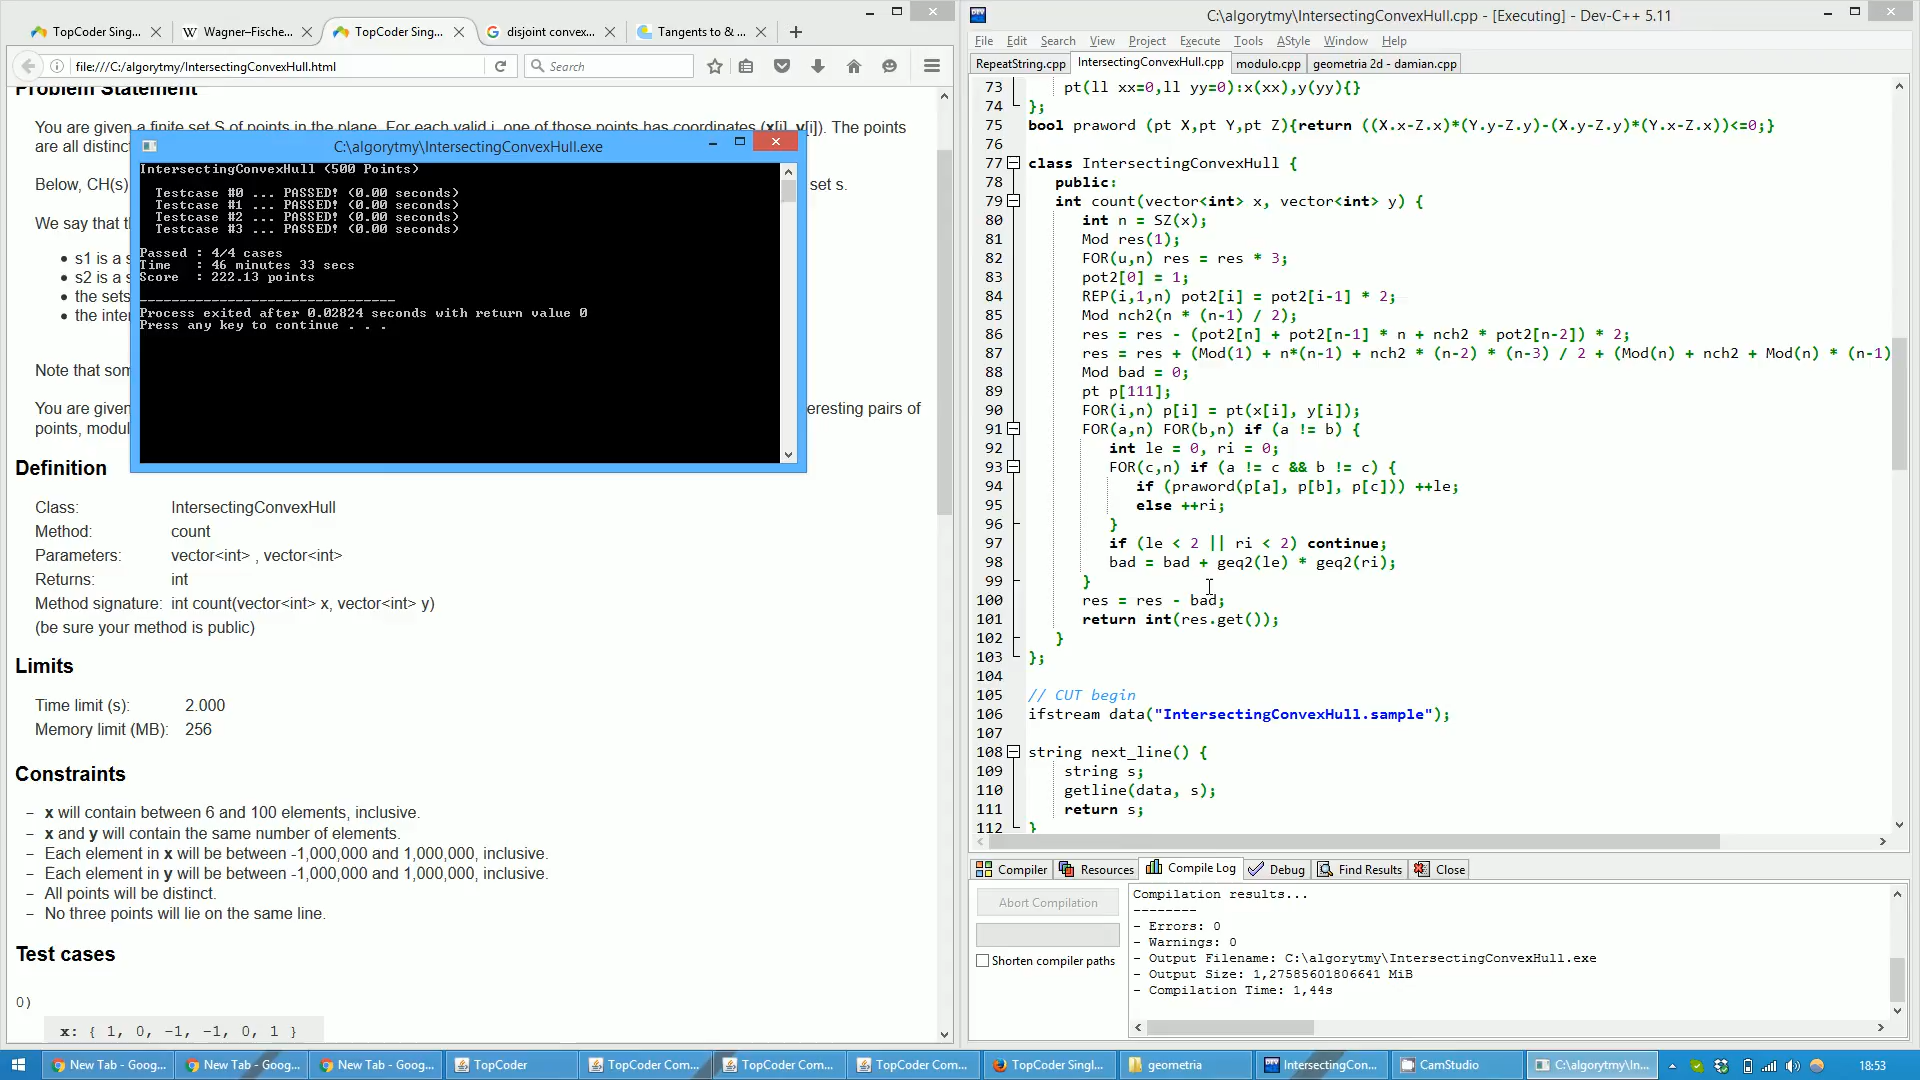 TopCoder Sing...
Wagner–Fische...
TopCoder Sing...
disjoint convex...
Tangents to & ...
file:///C:/algorytmy/IntersectingConvexHull.html
Search
Problem Statement
You are given a finite set S of points in the plane. For each valid i, one of those points has coordinates (x[i], y[i]). The points
are all distinc
Below, CH(s)
set s.
We say that th
s1 is a s
s2 is a s
the sets
the inter
Note that som
You are given
eresting pairs of
points, modul
Definition
Class: IntersectingConvexHull
Method: count
Parameters: vector<int> , vector<int>
Returns: int
Method signature: int count(vector<int> x, vector<int> y)
(be sure your method is public)
Limits
Time limit (s): 2.000
Memory limit (MB): 256
Constraints
– x will contain between 6 and 100 elements, inclusive.
– x and y will contain the same number of elements.
– Each element in x will be between -1,000,000 and 1,000,000, inclusive.
– Each element in y will be between -1,000,000 and 1,000,000, inclusive.
– All points will be distinct.
– No three points will lie on the same line.
Test cases
0)
x: { 1, 0, -1, -1, 0, 1 }
C:\algorytmy\IntersectingConvexHull.exe
IntersectingConvexHull (500 Points)
Testcase #0 ... PASSED! (0.00 seconds)
Testcase #1 ... PASSED! (0.00 seconds)
Testcase #2 ... PASSED! (0.00 seconds)
Testcase #3 ... PASSED! (0.00 seconds)
Passed : 4/4 cases
Time : 46 minutes 33 secs
Score : 222.13 points
--------------------------------
Process exited after 0.02824 seconds with return value 0
Press any key to continue . . .
C:\algorytmy\IntersectingConvexHull.cpp - [Executing] - Dev-C++ 5.11
File Edit Search View Project Execute Tools AStyle Window Help
RepeatString.cpp IntersectingConvexHull.cpp modulo.cpp geometria 2d - damian.cpp
73 pt(ll xx=0,ll yy=0):x(xx),y(yy){}
74 };
75 bool praword (pt X,pt Y,pt Z){return ((X.x-Z.x)*(Y.y-Z.y)-(X.y-Z.y)*(Y.x-Z.x))<=0;}
76
77 class IntersectingConvexHull {
78 public:
79 int count(vector<int> x, vector<int> y) {
80 int n = SZ(x);
81 Mod res(1);
82 FOR(u,n) res = res * 3;
83 pot2[0] = 1;
84 REP(i,1,n) pot2[i] = pot2[i-1] * 2;
85 Mod nch2(n * (n-1) / 2);
86 res = res - (pot2[n] + pot2[n-1] * n + nch2 * pot2[n-2]) * 2;
87 res = res + (Mod(1) + n*(n-1) + nch2 * (n-2) * (n-3) / 2 + (Mod(n) + nch2 + Mod(n) * (n-1)
88 Mod bad = 0;
89 pt p[111];
90 FOR(i,n) p[i] = pt(x[i], y[i]);
91 FOR(a,n) FOR(b,n) if (a != b) {
92 int le = 0, ri = 0;
93 FOR(c,n) if (a != c && b != c) {
94 if (praword(p[a], p[b], p[c])) ++le;
95 else ++ri;
96 }
97 if (le < 2 || ri < 2) continue;
98 bad = bad + geq2(le) * geq2(ri);
99 }
100 res = res - bad;
101 return int(res.get());
102 }
103 };
104
105 // CUT begin
106 ifstream data("IntersectingConvexHull.sample");
107
108 string next_line() {
109 string s;
110 getline(data, s);
111 return s;
112 }
Compiler Resources Compile Log Debug Find Results Close
Abort Compilation
Shorten compiler paths
Compilation results...
--------
- Errors: 0
- Warnings: 0
- Output Filename: C:\algorytmy\IntersectingConvexHull.exe
- Output Size: 1,27585601806641 MiB
- Compilation Time: 1,44s
New Tab - Goog...
New Tab - Goog...
New Tab - Goog...
TopCoder
TopCoder Com...
TopCoder Com...
TopCoder Com...
TopCoder Singl...
geometria
IntersectingCon...
CamStudio
C:\algorytmy\In...
18:53